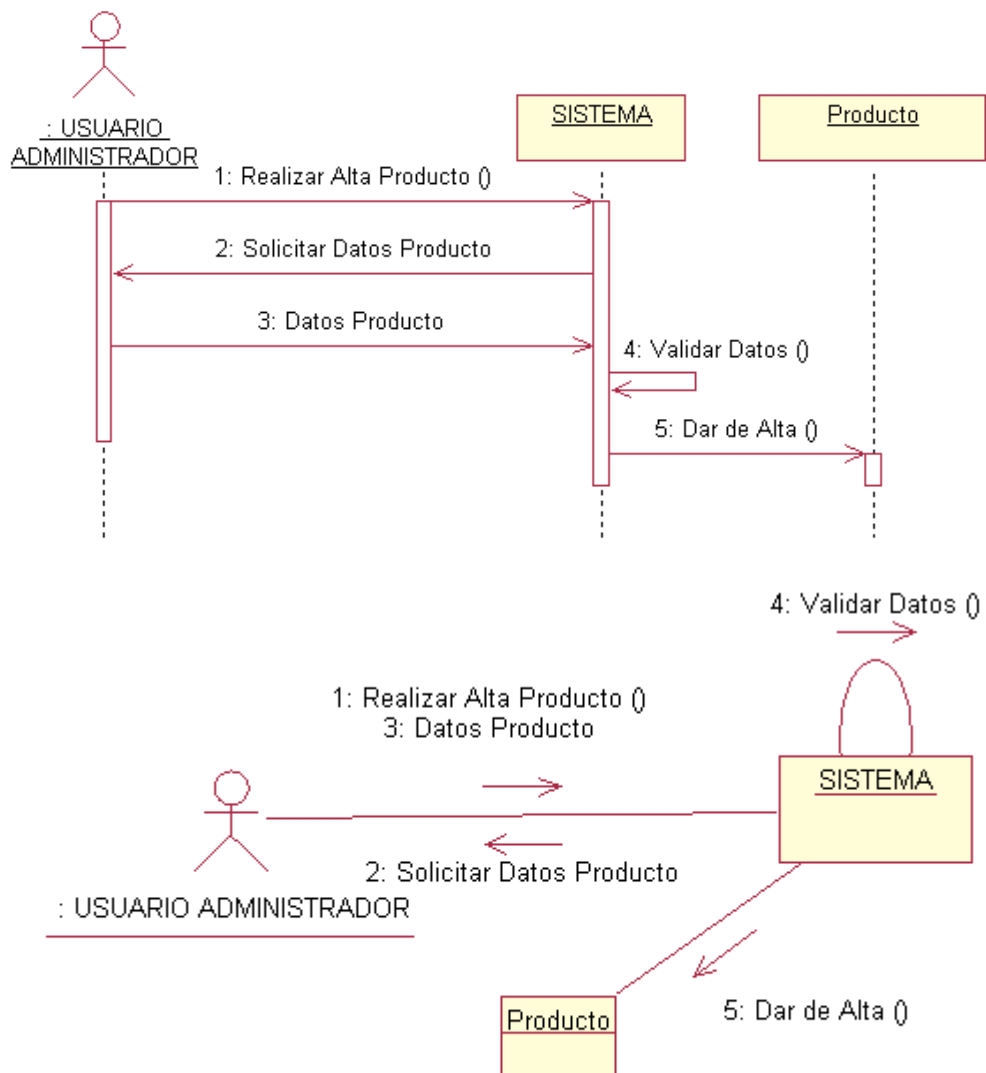 : USUARIO
ADMINISTRADOR
SISTEMA
Producto
1: Realizar Alta Producto ()
2: Solicitar Datos Producto
3: Datos Producto
4: Validar Datos ()
5: Dar de Alta ()
4: Validar Datos ()
1: Realizar Alta Producto ()
3: Datos Producto
SISTEMA
2: Solicitar Datos Producto
: USUARIO ADMINISTRADOR
Producto
5: Dar de Alta ()